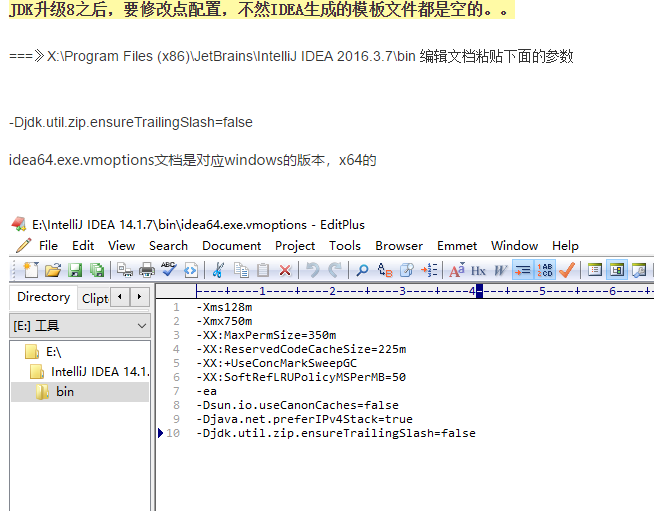 JDK升级8之后，要修改点配置，不然IDEA生成的模板文件都是空的。。
===》X:\Program Files (x86)\JetBrains\IntelliJ IDEA 2016.3.7\bin 编辑文档粘贴下面的参数
-Djdk.util.zip.ensureTrailingSlash=false
idea64.exe.vmoptions文档是对应windows的版本，x64的
E:\IntelliJ IDEA 14.1.7\bin\idea64.exe.vmoptions - EditPlus
File Edit View Search Document Project Tools Browser Emmet Window Help
Directory Clipt
[E:] 工具
E:\
IntelliJ IDEA 14.1.
bin
----+----1----+----2----+----3----+----4----+----5----+----6----+
1 -Xms128m
2 -Xmx750m
3 -XX:MaxPermSize=350m
4 -XX:ReservedCodeCacheSize=225m
5 -XX:+UseConcMarkSweepGC
6 -XX:SoftRefLRUPolicyMSPerMB=50
7 -ea
8 -Dsun.io.useCanonCaches=false
9 -Djava.net.preferIPv4Stack=true
10 -Djdk.util.zip.ensureTrailingSlash=false